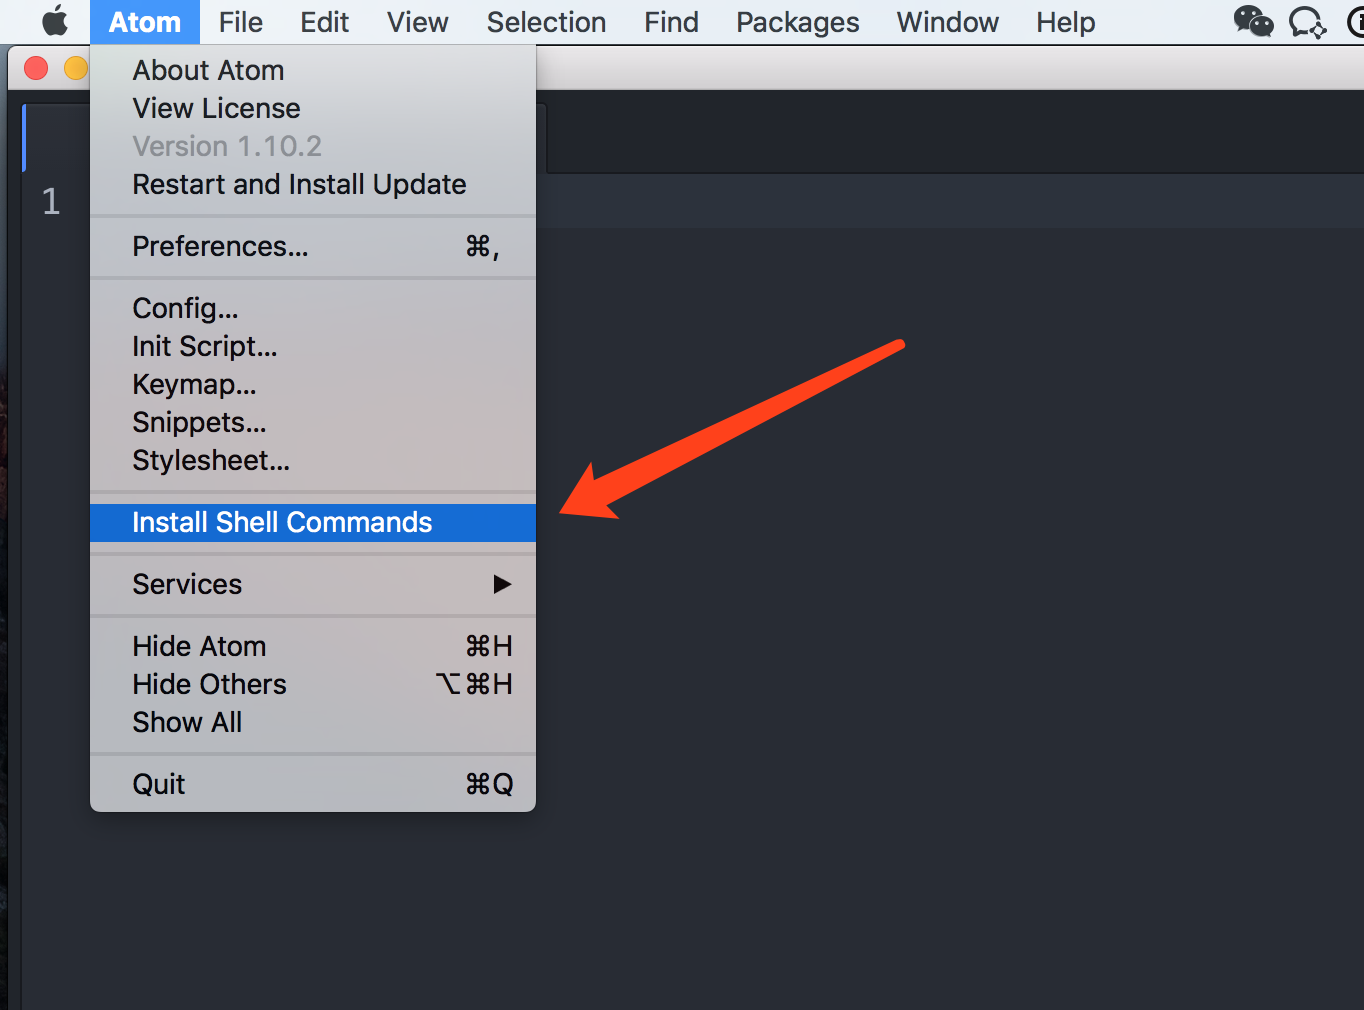 Atom File Edit View Selection Find Packages Window Help
About Atom
View License
Version 1.10.2
Restart and Install Update
Preferences... ⌘,
Config...
Init Script...
Keymap...
Snippets...
Stylesheet...
Install Shell Commands
Services ▶
Hide Atom ⌘H
Hide Others ⌥⌘H
Show All
Quit ⌘Q
1